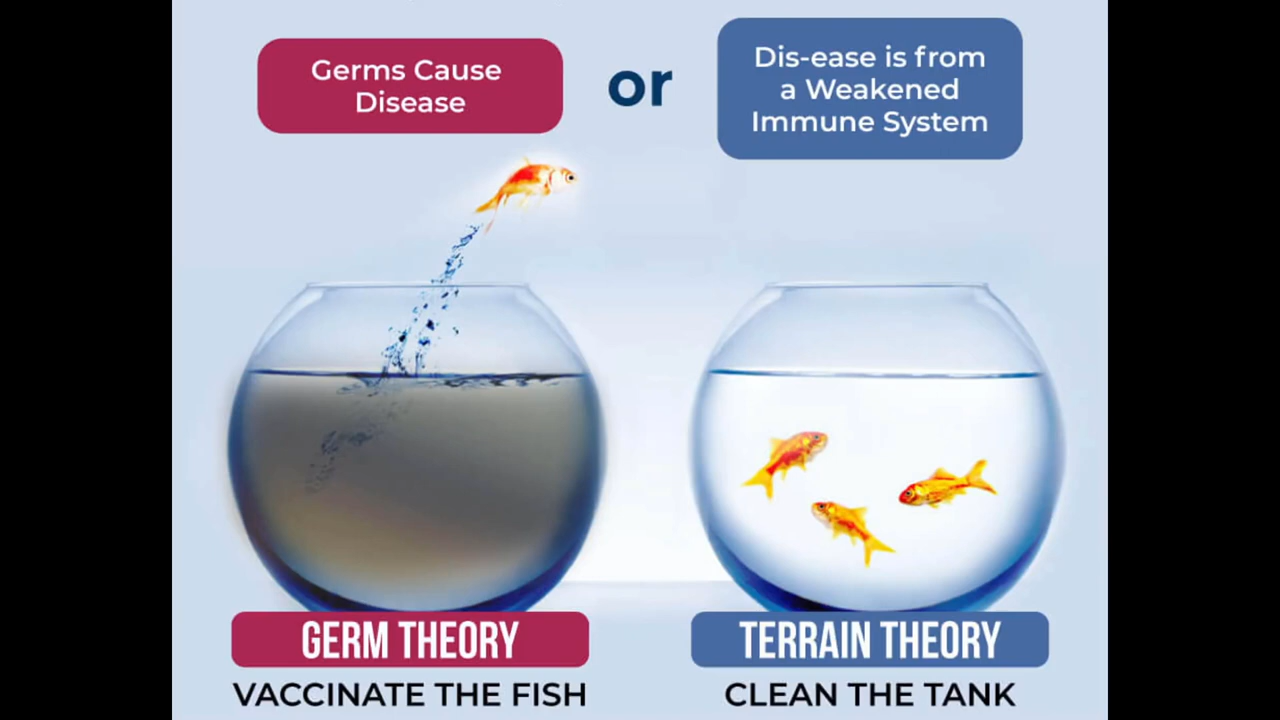 Germs Cause
Disease
or
Dis-ease is from
a Weakened
Immune System
GERM THEORY
TERRAIN THEORY
VACCINATE THE FISH
CLEAN THE TANK